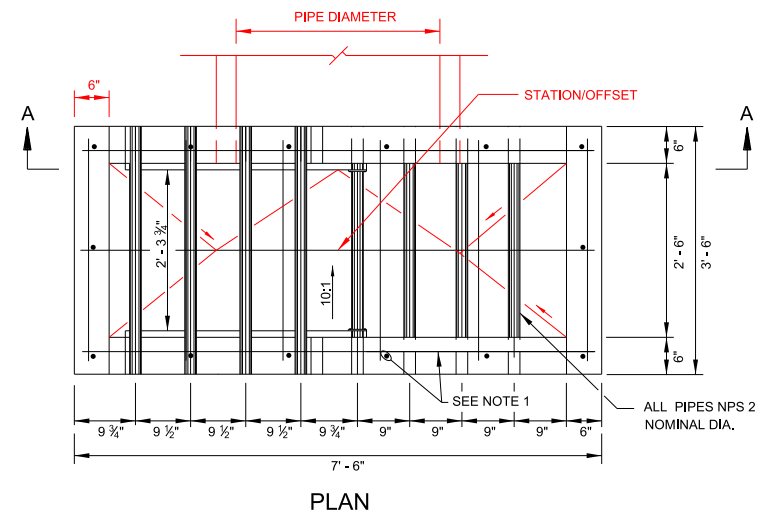 PIPE DIAMETER
6"
STATION/OFFSET
A
A
6"
2' - 3 ¾"
2' - 6"
3' - 6"
10:1
6"
SEE NOTE 1
ALL PIPES NPS 2
NOMINAL DIA.
9 ¾" 9 ½" 9 ½" 9 ½" 9 ¾" 9" 9" 9" 9" 6"
7' - 6"
PLAN